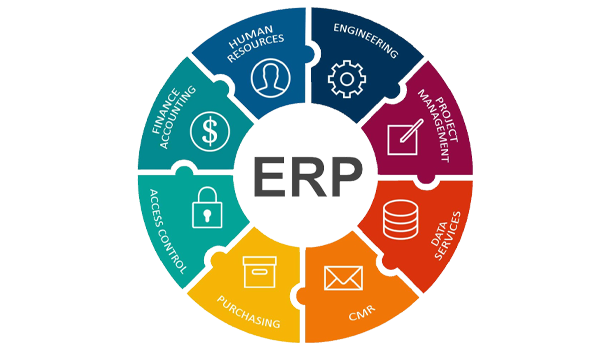 HUMAN
RESOURCES
ENGINEERING
PROJECT
MANAGEMENT
DATA
SERVICES
CMR
PURCHASING
ACCESS CONTROL
FINANCE
ACCOUNTING
$
ERP